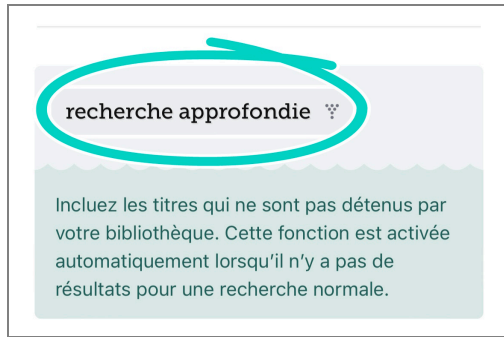 recherche approfondie
Incluez les titres qui ne sont pas détenus par
votre bibliothèque. Cette fonction est activée
automatiquement lorsqu'il n'y a pas de
résultats pour une recherche normale.